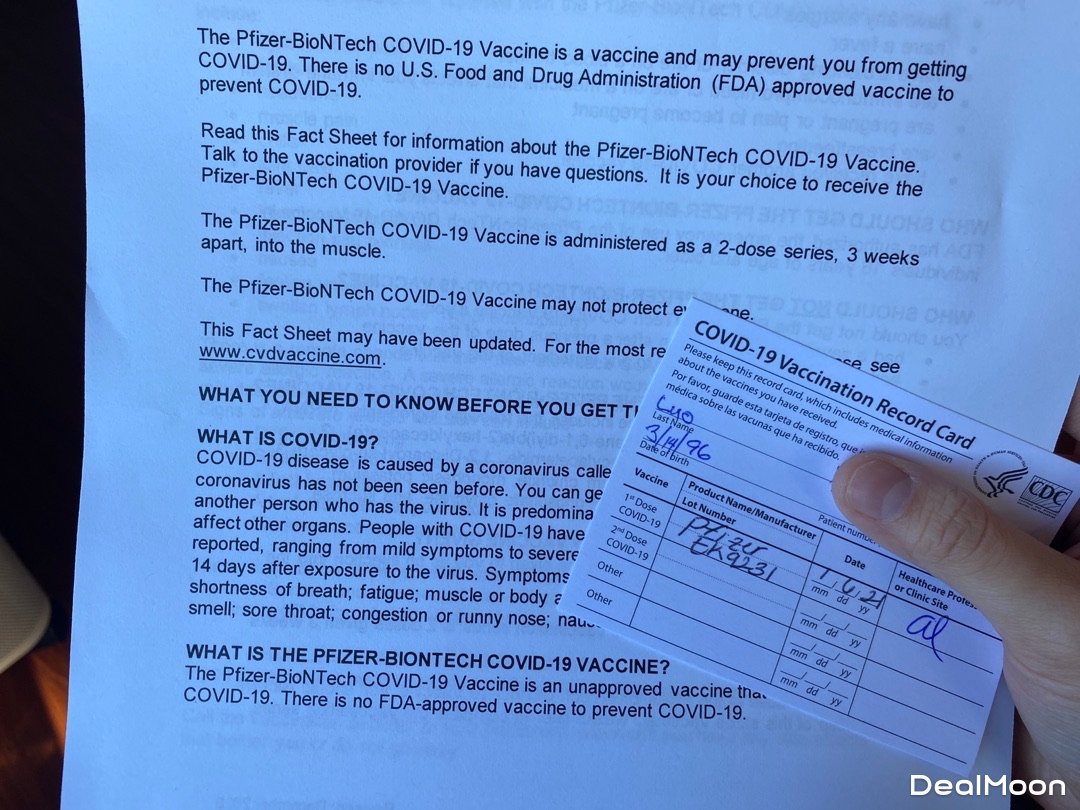 The Pfizer-BioNTech COVID-19 Vaccine is a vaccine and may prevent you from getting
COVID-19. There is no U.S. Food and Drug Administration (FDA) approved vaccine to
prevent COVID-19.
Read this Fact Sheet for information about the Pfizer-BioNTech COVID-19 Vaccine.
Talk to the vaccination provider if you have questions. It is your choice to receive the
Pfizer-BioNTech COVID-19 Vaccine.
The Pfizer-BioNTech COVID-19 Vaccine is administered as a 2-dose series, 3 weeks
apart, into the muscle.
The Pfizer-BioNTech COVID-19 Vaccine may not protect
This Fact Sheet may have been updated. For the most see
www.cvdvaccine.com.
WHAT YOU NEED TO KNOW BEFORE YOU GET
WHAT IS COVID-19?
COVID-19 disease is caused by a coronavirus
coronavirus has not been seen before. You can
another person who has the virus. It is
affect other organs. People with COVID-19 have
reported, ranging from mild symptoms to severe
14 days after exposure to the virus. Symptoms
shortness of breath; fatigue; muscle or body
smell; sore throat; congestion or runny nose;
WHAT IS THE PFIZER-BIONTECH COVID-19 VACCINE?
The Pfizer-BioNTech COVID-19 Vaccine is an unapproved vaccine
COVID-19. There is no FDA-approved vaccine to prevent COVID-19.
COVID-19 Vaccination Record Card
Please keep this record card, which includes medical information
about the vaccines you have received.
Por favor, guarde esta tarjeta de registro, que
médica sobre las vacunas que ha recibido.
CDC
Luo
Last Name
3/14/96
Date of birth
Patient
Vaccine Product Name/Manufacturer Date Healthcare
Lot Number or Clinic Site
1st Dose Pfizer 1/6/21
COVID-19 EK9231 mm dd yy
2nd Dose
COVID-19 mm dd yy
Other mm dd yy
Other mm dd yy
DealMoon